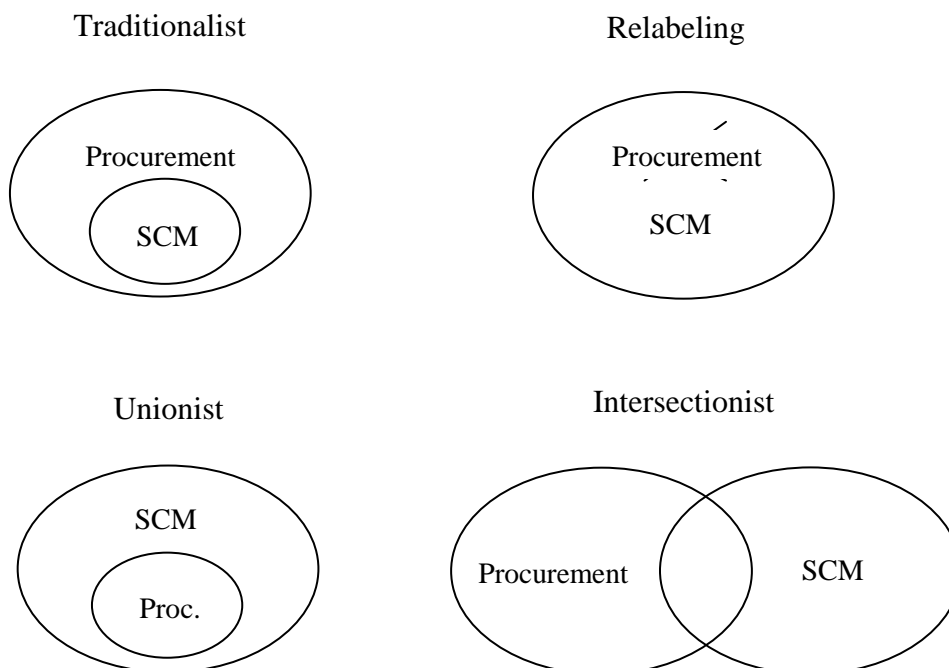 Traditionalist
Procurement
SCM
Relabeling
Procurement
SCM
Unionist
SCM
Proc.
Intersectionist
Procurement
SCM